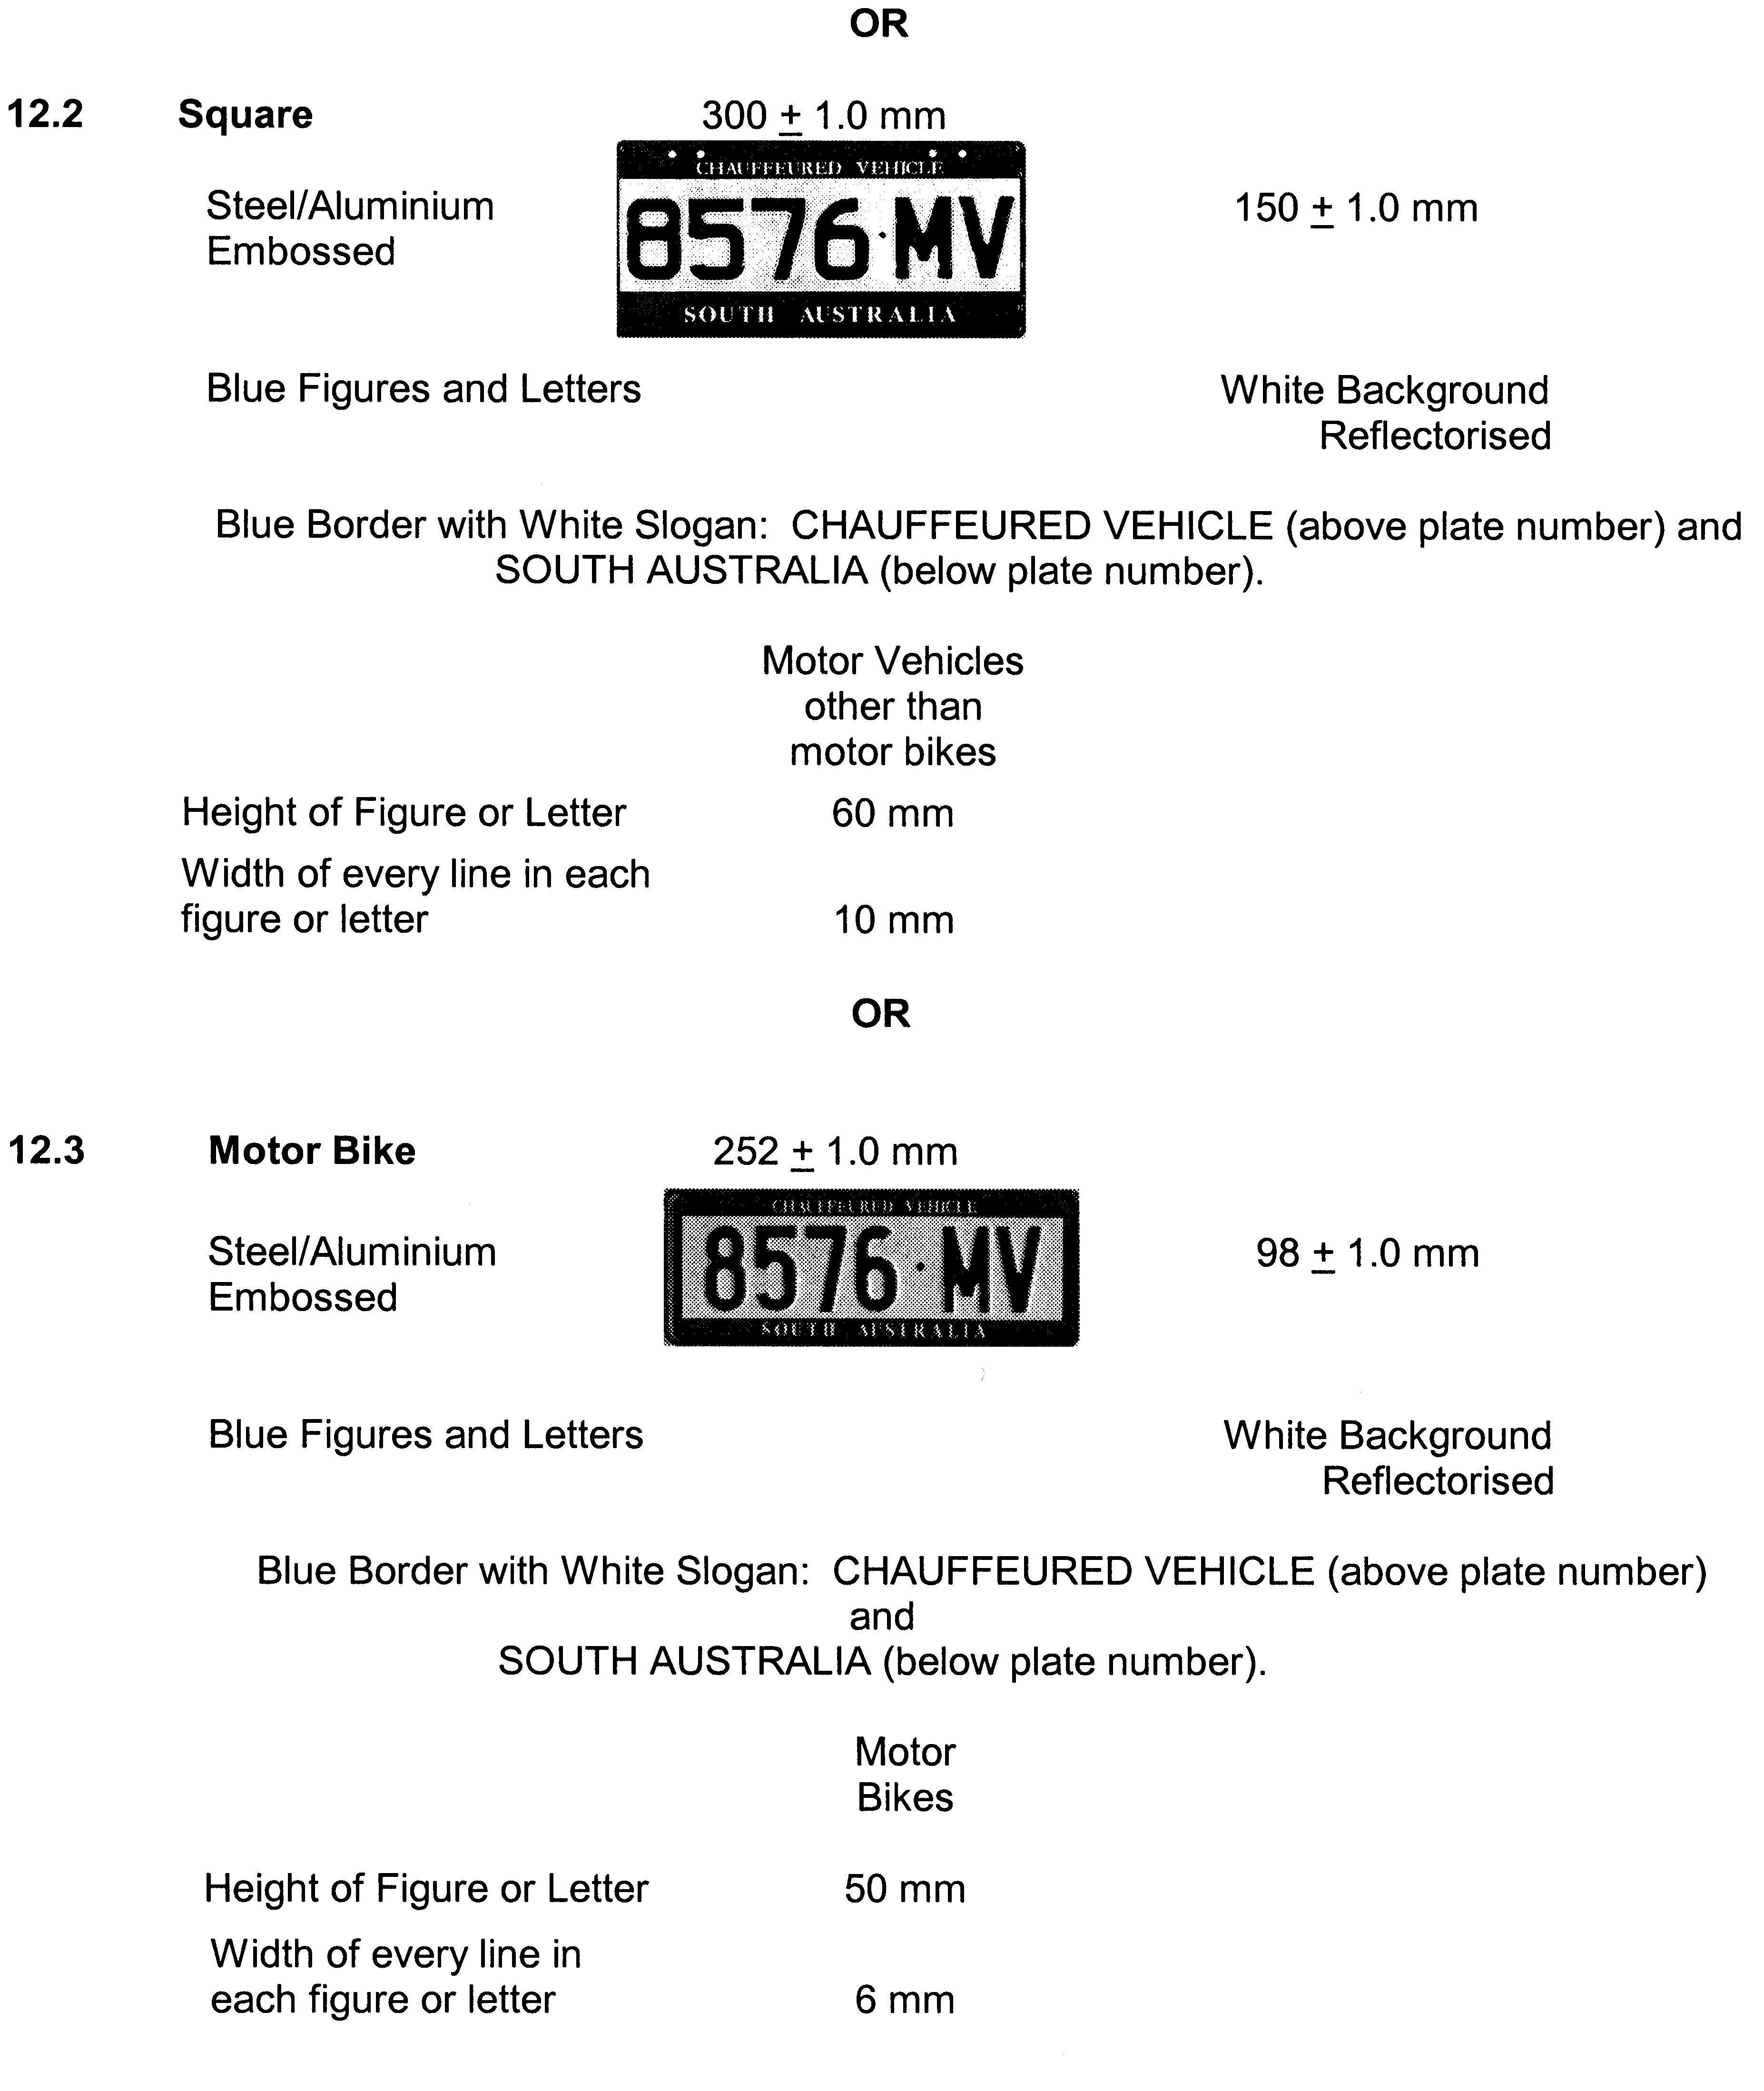 OR
12.2 Square 300 ± 1.0 mm
CHAUFFEURED VEHICLE
8576·MV
SOUTH AUSTRALIA
Steel/Aluminium
Embossed
150 ± 1.0 mm
Blue Figures and Letters
White Background
Reflectorised
Blue Border with White Slogan: CHAUFFEURED VEHICLE (above plate number) and
SOUTH AUSTRALIA (below plate number).
Motor Vehicles
other than
motor bikes
Height of Figure or Letter 60 mm
Width of every line in each
figure or letter 10 mm
OR
12.3 Motor Bike 252 ± 1.0 mm
CHAUFFEURED VEHICLE
8576·MV
SOUTH AUSTRALIA
Steel/Aluminium
Embossed
98 ± 1.0 mm
Blue Figures and Letters
White Background
Reflectorised
Blue Border with White Slogan: CHAUFFEURED VEHICLE (above plate number)
and
SOUTH AUSTRALIA (below plate number).
Motor
Bikes
Height of Figure or Letter 50 mm
Width of every line in
each figure or letter 6 mm